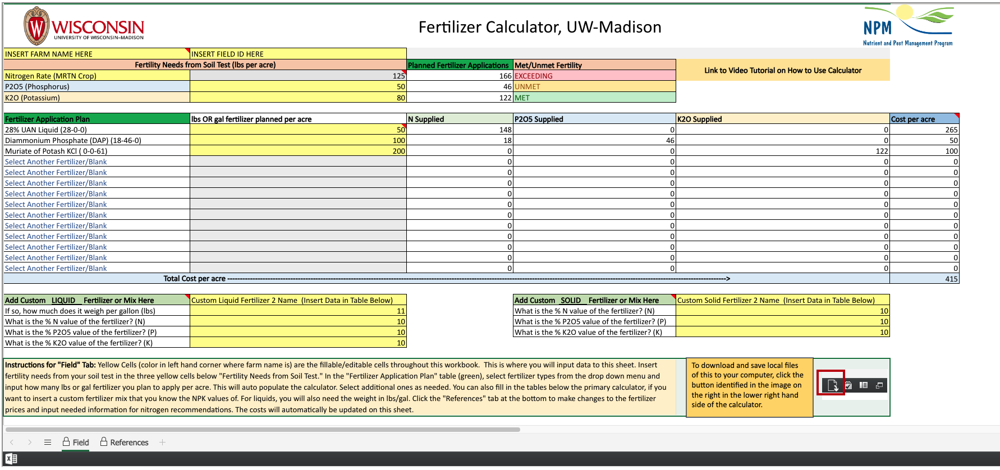 WISCONSIN
UNIVERSITY OF WISCONSIN–MADISON
Fertilizer Calculator, UW-Madison
NPM
Nutrient and Pest Management Program
INSERT FARM NAME HERE INSERT FIELD ID HERE
Fertility Needs from Soil Test (lbs per acre) Planned Fertilizer Applications Met/Unmet Fertility
Link to Video Tutorial on How to Use Calculator
Nitrogen Rate (MRTN Crop) 125 166 EXCEEDING
P2O5 (Phosphorus) 50 46 UNMET
K2O (Potassium) 80 122 MET
Fertilizer Application Plan lbs OR gal fertilizer planned per acre N Supplied P2O5 Supplied K2O Supplied Cost per acre
28% UAN Liquid (28-0-0) 50 148 0 0 265
Diammonium Phosphate (DAP) (18-46-0) 100 18 46 0 50
Muriate of Potash KCl ( 0-0-61) 200 0 0 122 100
Select Another Fertilizer/Blank 0 0 0 0
Select Another Fertilizer/Blank 0 0 0 0
Select Another Fertilizer/Blank 0 0 0 0
Select Another Fertilizer/Blank 0 0 0 0
Select Another Fertilizer/Blank 0 0 0 0
Select Another Fertilizer/Blank 0 0 0 0
Select Another Fertilizer/Blank 0 0 0 0
Select Another Fertilizer/Blank 0 0 0 0
Select Another Fertilizer/Blank 0 0 0 0
Select Another Fertilizer/Blank 0 0 0 0
Select Another Fertilizer/Blank 0 0 0 0
Total Cost per acre ----------------------------------------> 415
Add Custom __LIQUID__ Fertilizer or Mix Here Custom Liquid Fertilizer 2 Name (Insert Data in Table Below)
If so, how much does it weigh per gallon (lbs) 11
What is the % N value of the fertilizer? (N) 10
What is the % P2O5 value of the fertilizer? (P) 10
What is the % K2O value of the fertilizer? (K) 10
Add Custom __SOLID__ Fertilizer or Mix Here Custom Solid Fertilizer 2 Name (Insert Data in Table Below)
What is the % N value of the fertilizer? (N) 10
What is the % P2O5 value of the fertilizer? (P) 10
What is the % K2O value of the fertilizer? (K) 10
Instructions for "Field" Tab: Yellow Cells (color in left hand corner where farm name is) are the fillable/editable cells throughout this workbook. This is where you will input data to this sheet. Insert
fertility needs from your soil test in the three yellow cells below "Fertility Needs from Soil Test." In the "Fertilizer Application Plan" table (green), select fertilizer types from the drop down menu and
input how many lbs or gal fertilizer you plan to apply per acre. This will auto populate the calculator. Select additional ones as needed. You can also fill in the tables below the primary calculator, if you
want to insert a custom fertilizer mix that you know the NPK values of. For liquids, you will also need the weight in lbs/gal. Click the "References" tab at the bottom to make changes to the fertilizer
prices and input needed information for nitrogen recommendations. The costs will automatically be updated on this sheet.
To download and save local files
of this to your computer, click the
button identified in the image on
the right in the lower right hand
side of the calculator.
Field References